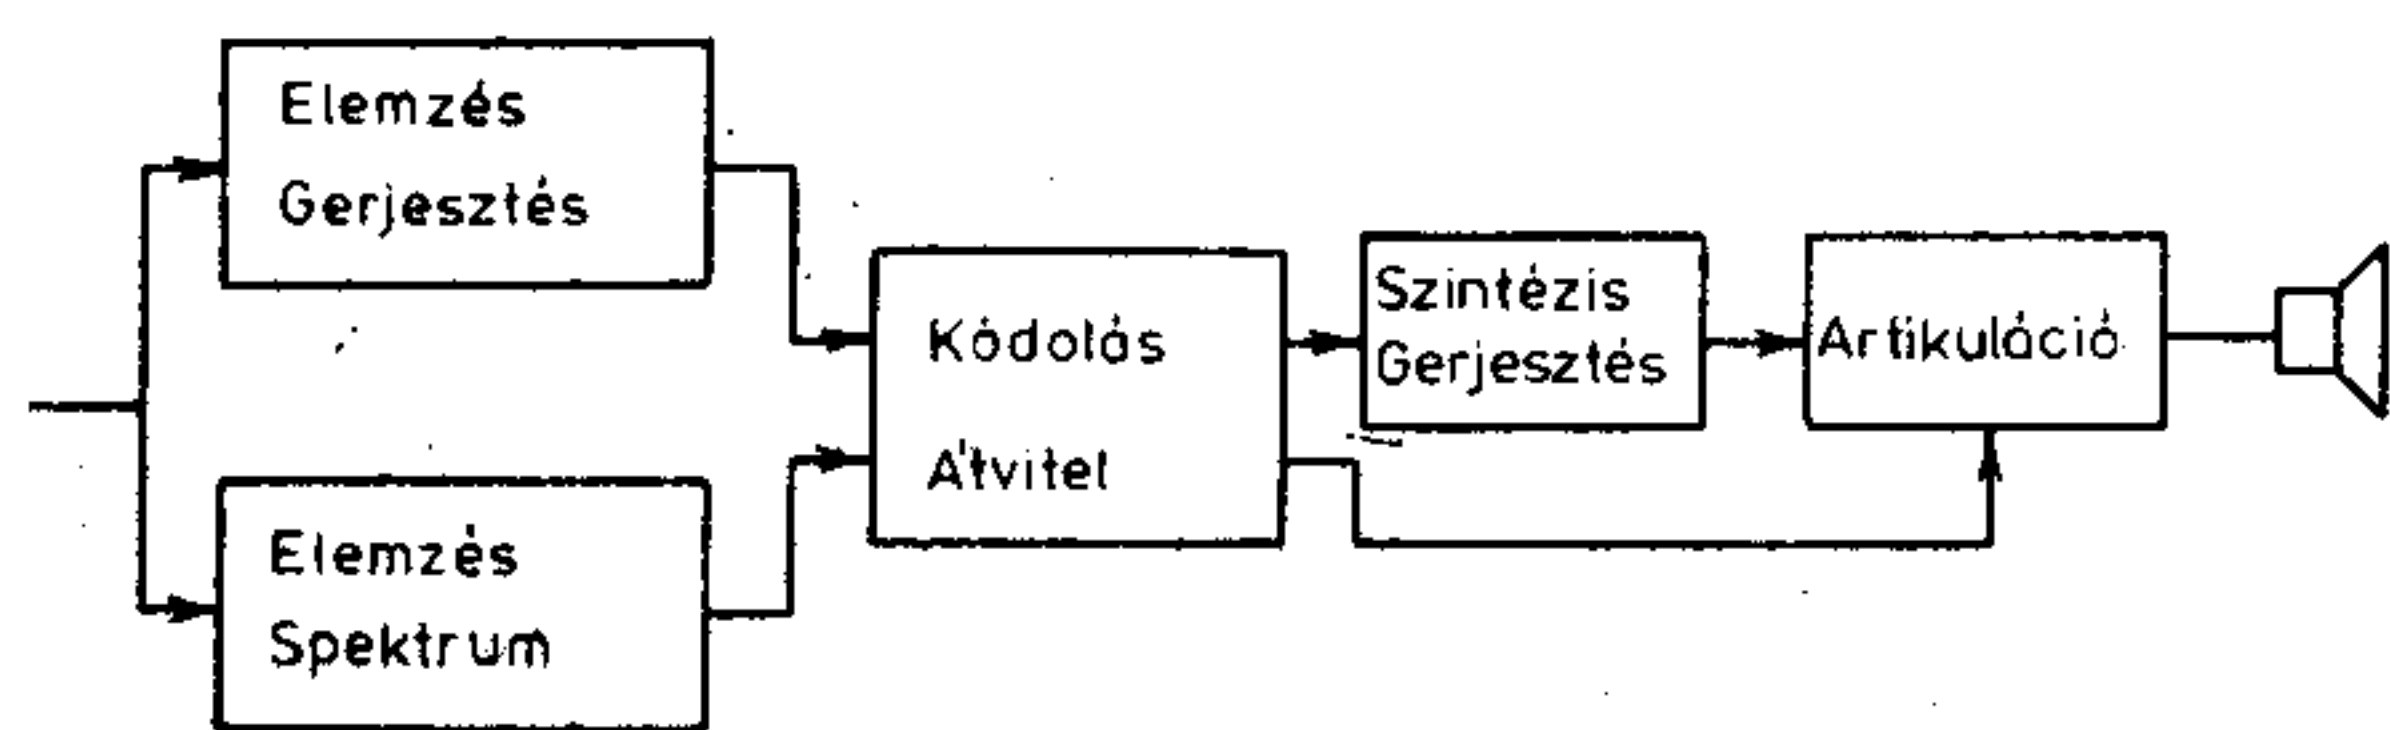 Elemzés
Gerjesztés
Elemzés
Spektrum
Kódolás
Átvitel
Szintézis
Gerjesztés
Artikuláció